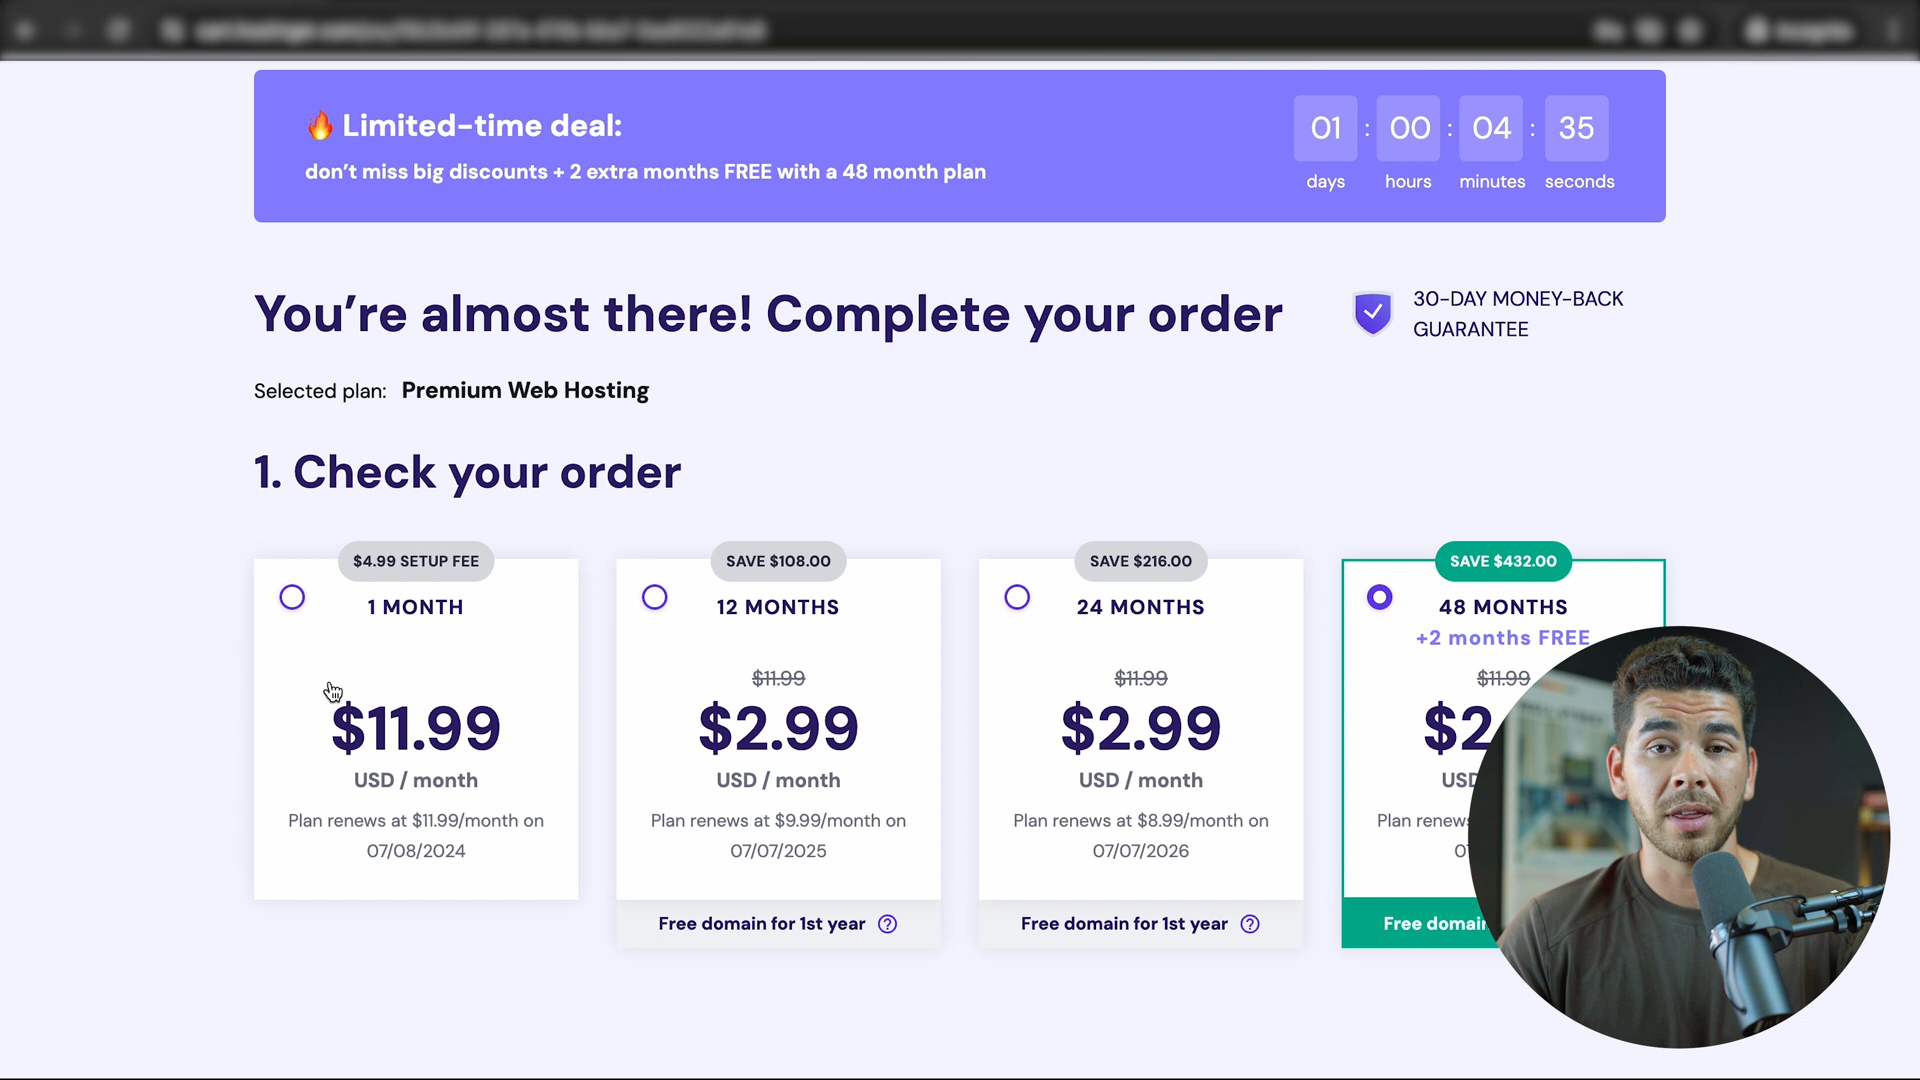 Limited-time deal:
don't miss big discounts + 2 extra months FREE with a 48 month plan
01 : 00 : 04 : 35
days hours minutes seconds
You're almost there! Complete your order
30-DAY MONEY-BACK
GUARANTEE
Selected plan: Premium Web Hosting
1. Check your order
$4.99 SETUP FEE
1 MONTH
$11.99
USD / month
Plan renews at $11.99/month on
07/08/2024
SAVE $108.00
12 MONTHS
$11.99
$2.99
USD / month
Plan renews at $9.99/month on
07/07/2025
Free domain for 1st year
SAVE $216.00
24 MONTHS
$11.99
$2.99
USD / month
Plan renews at $8.99/month on
07/07/2026
Free domain for 1st year
SAVE $432.00
48 MONTHS
+2 months FREE
$11.99
$2
USD
Plan renews
Free domain